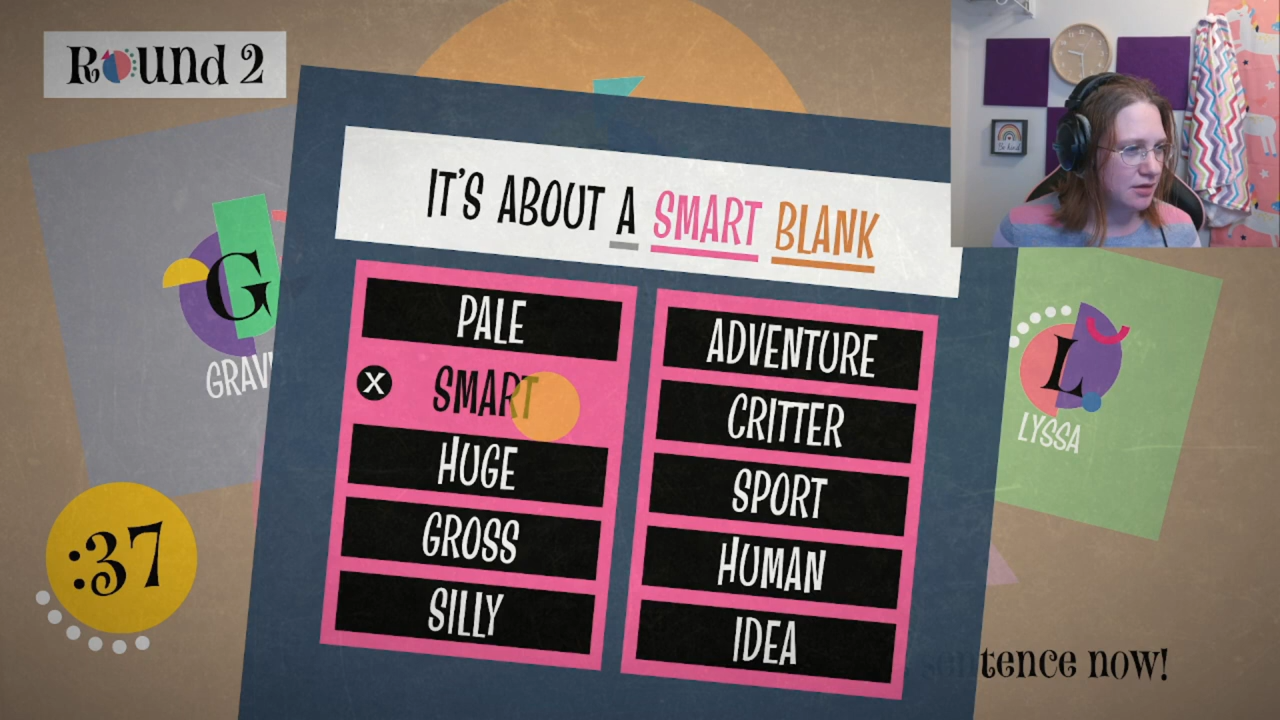 Round 2
IT'S ABOUT A SMART BLANK
PALE
X SMART
HUGE
GROSS
SILLY
ADVENTURE
CRITTER
SPORT
HUMAN
IDEA
G
GRAV
L
LYSSA
:37
sentence now!